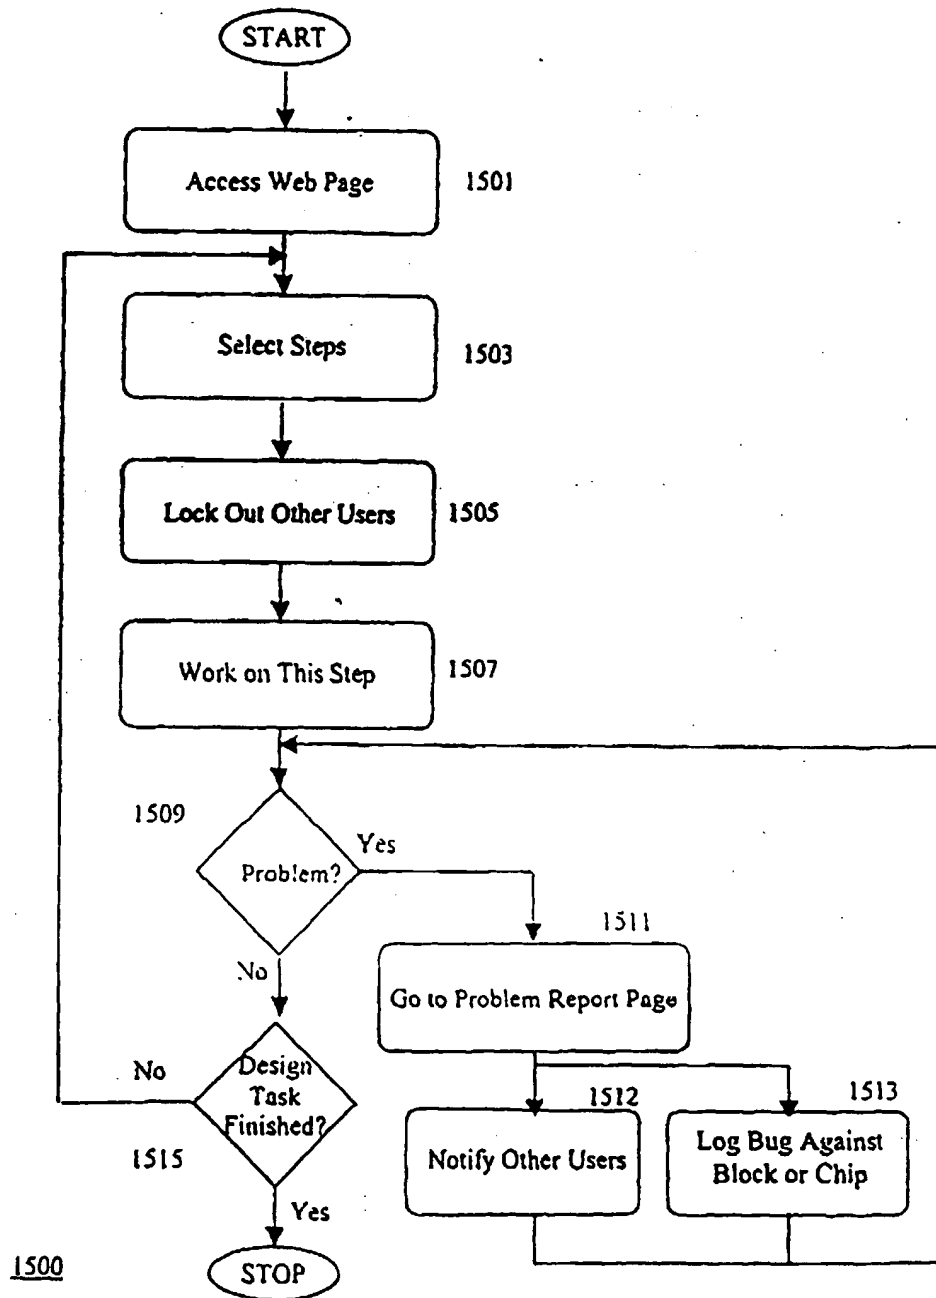 START
Access Web Page
1501
Select Steps
1503
Lock Out Other Users
1505
Work on This Step
1507
1509
Problem?
Yes
No
1511
Go to Problem Report Page
Design
Task
Finished?
No
1515
Yes
1512
Notify Other Users
1513
Log Bug Against
Block or Chip
STOP
1500